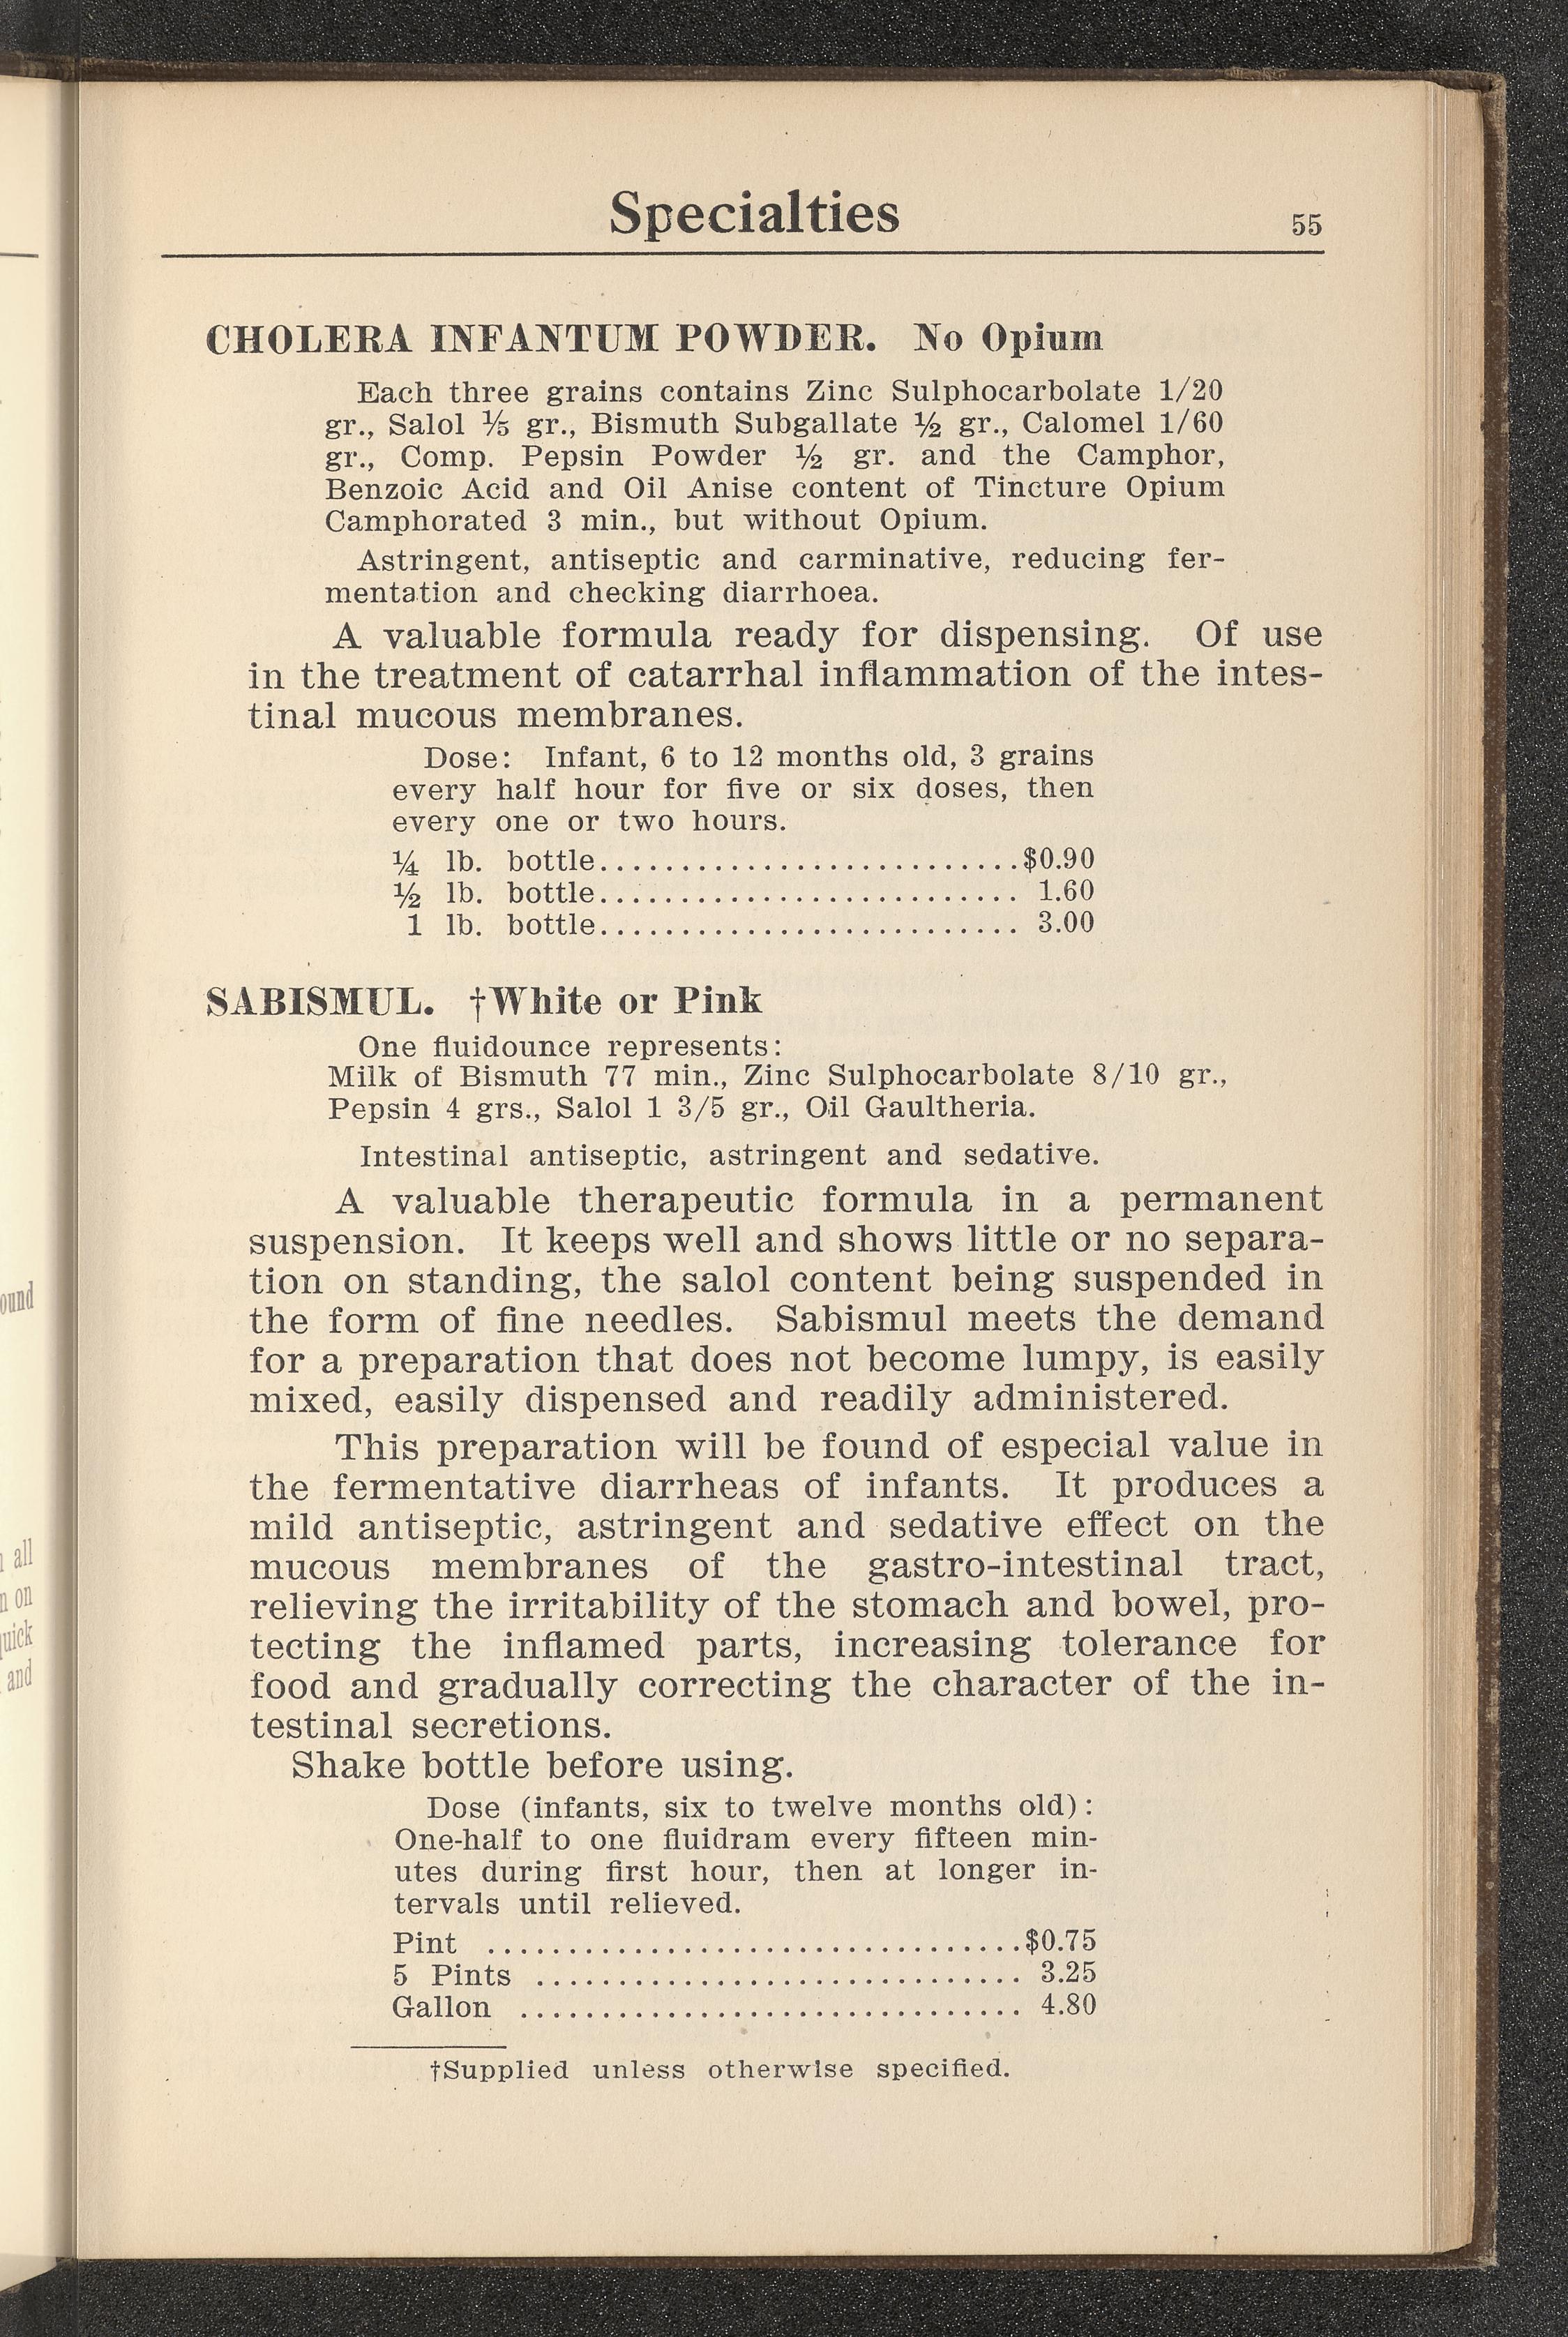 Specialties 55
CHOLERA INFANTUM POWDER. No Opium
Each three grains contains Zinc Sulphocarbolate 1/20
gr., Salol ⅕ gr., Bismuth Subgallate ½ gr., Calomel 1/60
gr., Comp. Pepsin Powder ½ gr. and the Camphor,
Benzoic Acid and Oil Anise content of Tincture Opium
Camphorated 3 min., but without Opium.
Astringent, antiseptic and carminative, reducing fer-
mentation and checking diarrhoea.
A valuable formula ready for dispensing. Of use
in the treatment of catarrhal inflammation of the intes-
tinal mucous membranes.
Dose: Infant, 6 to 12 months old, 3 grains
every half hour for five or six doses, then
every one or two hours.
¼ lb. bottle..........................$0.90
½ lb. bottle.......................... 1.60
1 lb. bottle.......................... 3.00
SABISMUL. †White or Pink
One fluidounce represents:
Milk of Bismuth 77 min., Zinc Sulphocarbolate 8/10 gr.,
Pepsin 4 grs., Salol 1 3/5 gr., Oil Gaultheria.
Intestinal antiseptic, astringent and sedative.
A valuable therapeutic formula in a permanent
suspension. It keeps well and shows little or no separa-
tion on standing, the salol content being suspended in
the form of fine needles. Sabismul meets the demand
for a preparation that does not become lumpy, is easily
mixed, easily dispensed and readily administered.
This preparation will be found of especial value in
the fermentative diarrheas of infants. It produces a
mild antiseptic, astringent and sedative effect on the
mucous membranes of the gastro-intestinal tract,
relieving the irritability of the stomach and bowel, pro-
tecting the inflamed parts, increasing tolerance for
food and gradually correcting the character of the in-
testinal secretions.
Shake bottle before using.
Dose (infants, six to twelve months old):
One-half to one fluidram every fifteen min-
utes during first hour, then at longer in-
tervals until relieved.
Pint .................................$0.75
5 Pints .............................. 3.25
Gallon ............................... 4.80
†Supplied unless otherwise specified.
all
on
and